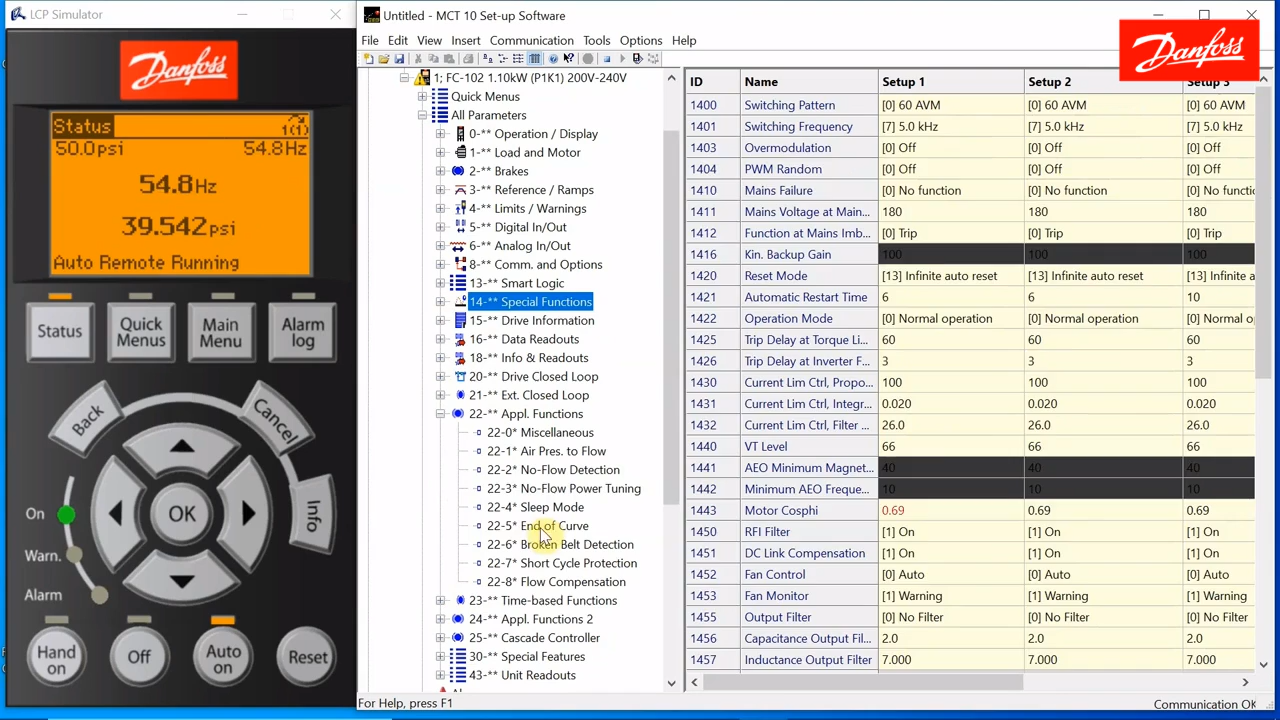 LCP Simulator
Danfoss
Status
1(1)
50.0psi 54.8Hz
54.8Hz
39.542psi
Auto Remote Running
Status
Quick Menus
Main Menu
Alarm log
Back
Cancel
OK
Info
On
Warn.
Alarm
Hand on
Off
Auto on
Reset
Untitled - MCT 10 Set-up Software
File Edit View Insert Communication Tools Options Help
Danfoss
1; FC-102 1.10kW (P1K1) 200V-240V
Quick Menus
All Parameters
0-** Operation / Display
1-** Load and Motor
2-** Brakes
3-** Reference / Ramps
4-** Limits / Warnings
5-** Digital In/Out
6-** Analog In/Out
8-** Comm. and Options
13-** Smart Logic
14-** Special Functions
15-** Drive Information
16-** Data Readouts
18-** Info & Readouts
20-** Drive Closed Loop
21-** Ext. Closed Loop
22-** Appl. Functions
22-0* Miscellaneous
22-1* Air Pres. to Flow
22-2* No-Flow Detection
22-3* No-Flow Power Tuning
22-4* Sleep Mode
22-5* End of Curve
22-6* Broken Belt Detection
22-7* Short Cycle Protection
22-8* Flow Compensation
23-** Time-based Functions
24-** Appl. Functions 2
25-** Cascade Controller
30-** Special Features
43-** Unit Readouts
ID Name Setup 1 Setup 2 Setup 3
1400 Switching Pattern [0] 60 AVM [0] 60 AVM [0] 60 AVM
1401 Switching Frequency [7] 5.0 kHz [7] 5.0 kHz [7] 5.0 kHz
1403 Overmodulation [0] Off [0] Off [0] Off
1404 PWM Random [0] Off [0] Off [0] Off
1410 Mains Failure [0] No function [0] No function [0] No functic
1411 Mains Voltage at Main... 180 180 180
1412 Function at Mains Imb... [0] Trip [0] Trip [0] Trip
1416 Kin. Backup Gain 100 100 100
1420 Reset Mode [13] Infinite auto reset [13] Infinite auto reset [13] Infinite a
1421 Automatic Restart Time 6 6 10
1422 Operation Mode [0] Normal operation [0] Normal operation [0] Normal o
1425 Trip Delay at Torque Li... 60 60 60
1426 Trip Delay at Inverter F... 3 3 3
1430 Current Lim Ctrl, Propo... 100 100 100
1431 Current Lim Ctrl, Integr... 0.020 0.020 0.020
1432 Current Lim Ctrl, Filter ... 26.0 26.0 26.0
1440 VT Level 66 66 66
1441 AEO Minimum Magnet... 40 40 40
1442 Minimum AEO Freque... 10 10 10
1443 Motor Cosphi 0.69 0.69 0.69
1450 RFI Filter [1] On [1] On [1] On
1451 DC Link Compensation [1] On [1] On [1] On
1452 Fan Control [0] Auto [0] Auto [0] Auto
1453 Fan Monitor [1] Warning [1] Warning [1] Warning
1455 Output Filter [0] No Filter [0] No Filter [0] No Filter
1456 Capacitance Output Fil... 2.0 2.0 2.0
1457 Inductance Output Filter 7.000 7.000 7.000
For Help, press F1
Communication OK